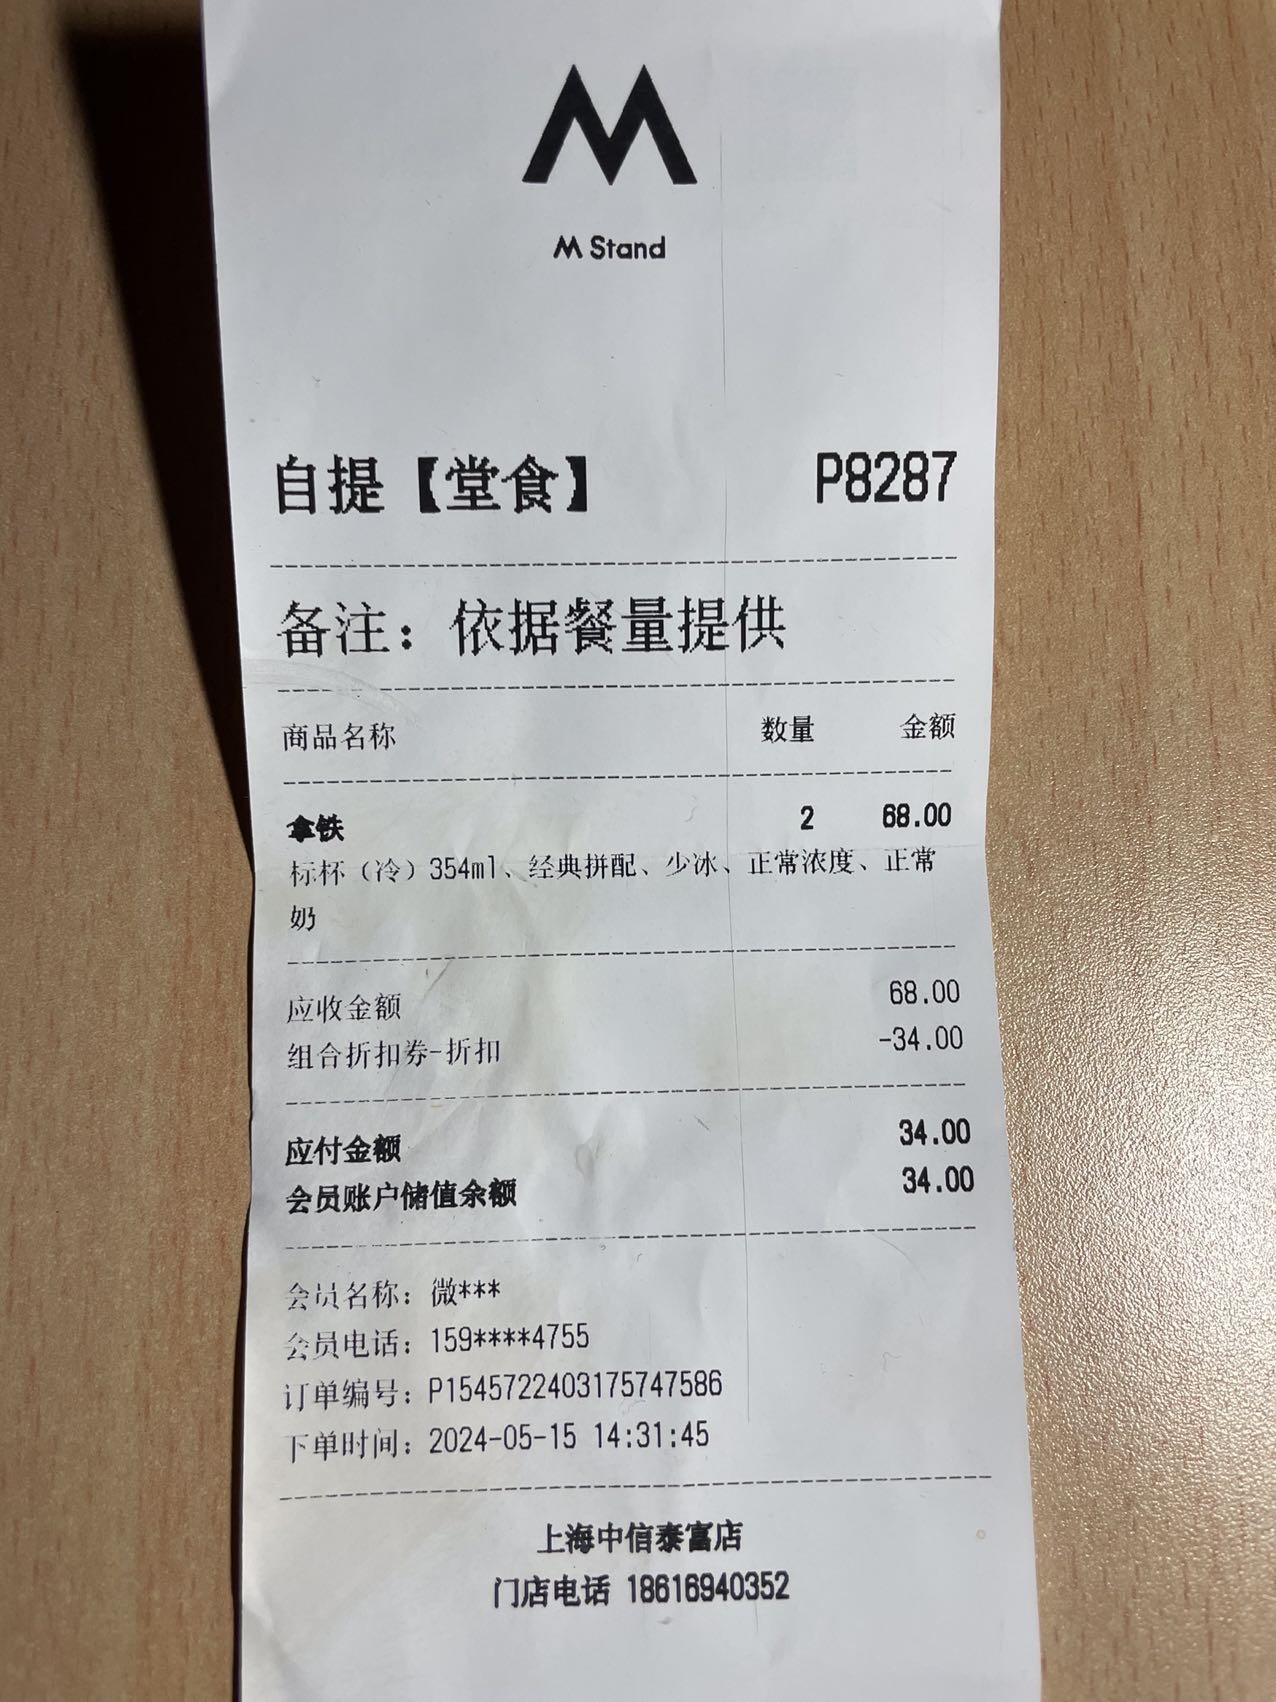 M
M Stand
自提【堂食】 P8287
备注：依据餐量提供
商品名称 数量 金额
拿铁 2 68.00
标杯（冷）354ml、经典拼配、少冰、正常浓度、正常
奶
应收金额 68.00
组合折扣券-折扣 -34.00
应付金额 34.00
会员账户储值余额 34.00
会员名称：微***
会员电话：159****4755
订单编号：P1545722403175747586
下单时间：2024-05-15 14:31:45
上海中信泰富店
门店电话 18616940352